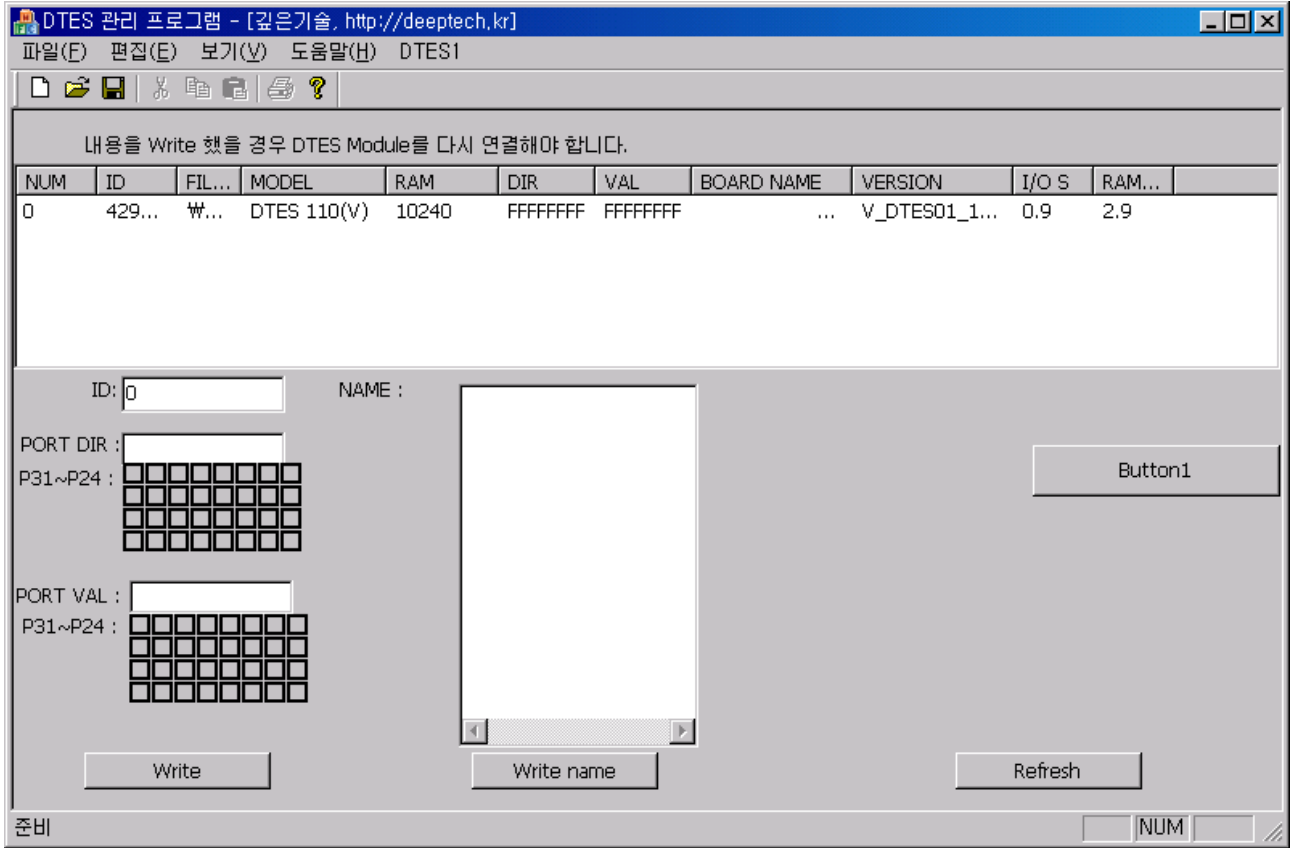 DTES 관리 프로그램 - [깊은기술, http://deeptech.kr]
파일(F) 편집(E) 보기(V) 도움말(H) DTES1
내용을 Write 했을 경우 DTES Module를 다시 연결해야 합니다.
NUM ID FIL... MODEL RAM DIR VAL BOARD NAME VERSION I/O S RAM...
0 429... ₩... DTES 110(V) 10240 FFFFFFFF FFFFFFFF ... V_DTES01_1... 0.9 2.9
ID: 0 NAME :
PORT DIR :
P31~P24 :
Button1
PORT VAL :
P31~P24 :
Write Write name Refresh
준비 NUM